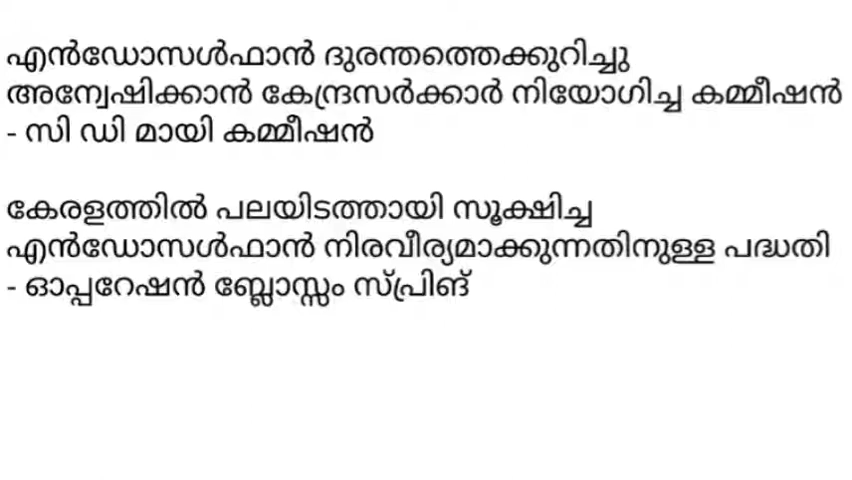 എൻഡോസൾഫാൻ ദുരന്തത്തെക്കുറിച്ചു
അന്വേഷിക്കാൻ കേന്ദ്രസർക്കാർ നിയോഗിച്ച കമ്മീഷൻ
- സി ഡി മായി കമ്മീഷൻ
കേരളത്തിൽ പലയിടത്തായി സൂക്ഷിച്ച
എൻഡോസൾഫാൻ നിരവീര്യമാക്കുന്നതിനുള്ള പദ്ധതി
- ഓപ്പറേഷൻ ബ്ലോസ്സം സ്പ്രിങ്